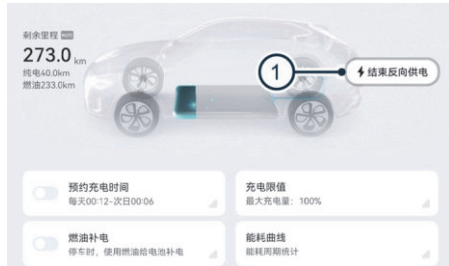 剩余里程
273.0 km
纯电40.0km
燃油233.0km
1
结束反向供电
预约充电时间
每天00:12-次日00:06
充电限值
最大充电量：100%
燃油补电
停车时，使用燃油给电池补电
能耗曲线
能耗周期统计